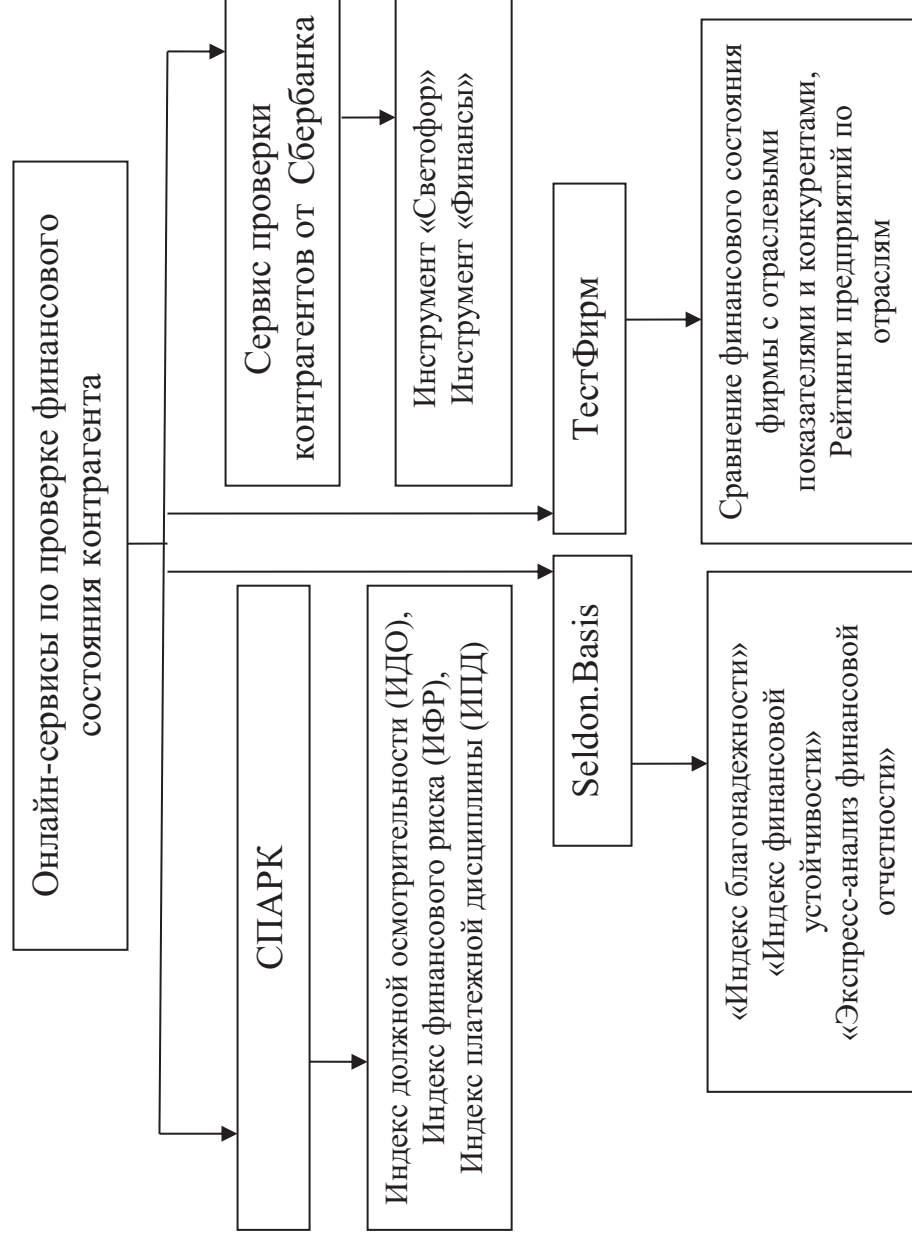 Онлайн-сервисы по проверке финансового
состояния контрагента
СПАРК
Индекс должной осмотрительности (ИДО),
Индекс финансового риска (ИФР),
Индекс платежной дисциплины (ИПД)
Seldon.Basis
«Индекс благонадежности»
«Индекс финансовой
устойчивости»
«Экспресс-анализ финансовой
отчетности»
ТестФирм
Сравнение финансового состояния
фирмы с отраслевыми
показателями и конкурентами,
Рейтинги предприятий по
отраслям
Сервис проверки
контрагентов от Сбербанка
Инструмент «Светофор»
Инструмент «Финансы»